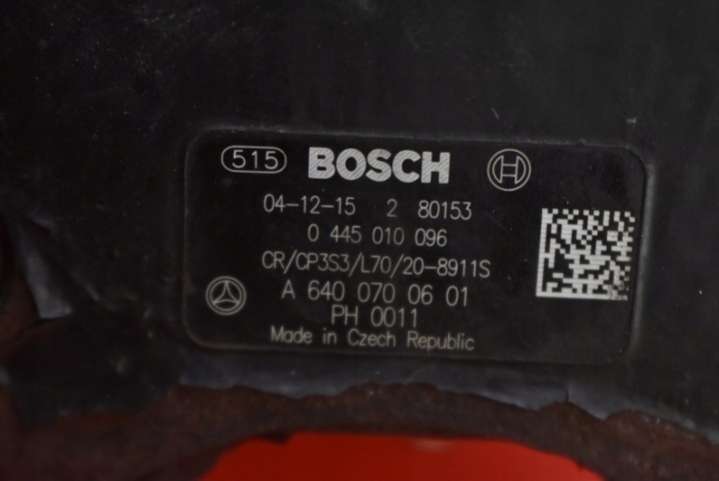 515 BOSCH
04-12-15 2 80153
0 445 010 096
CR/CP3S3/L70/20-8911S
A 640 070 06 01
PH 0011
Made in Czech Republic